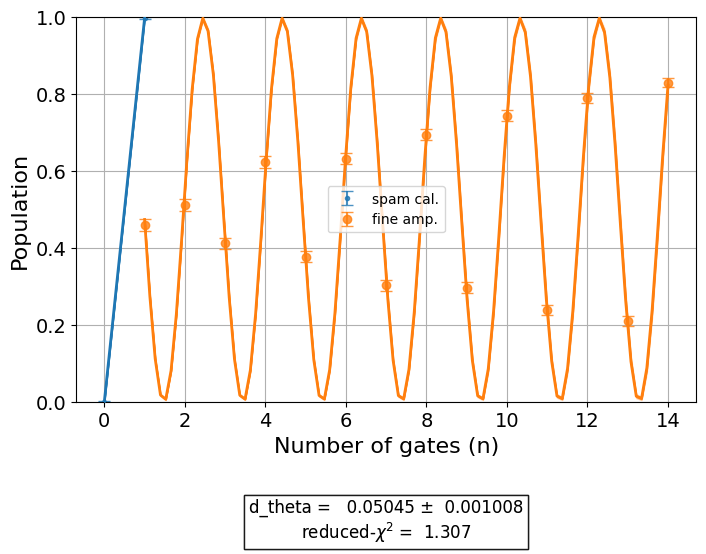 1.0
0.8
0.6
0.4
0.2
0.0
Population
spam cal.
fine amp.
0 2 4 6 8 10 12 14
Number of gates (n)
d_theta = 0.05045 ± 0.001008
reduced-χ² = 1.307